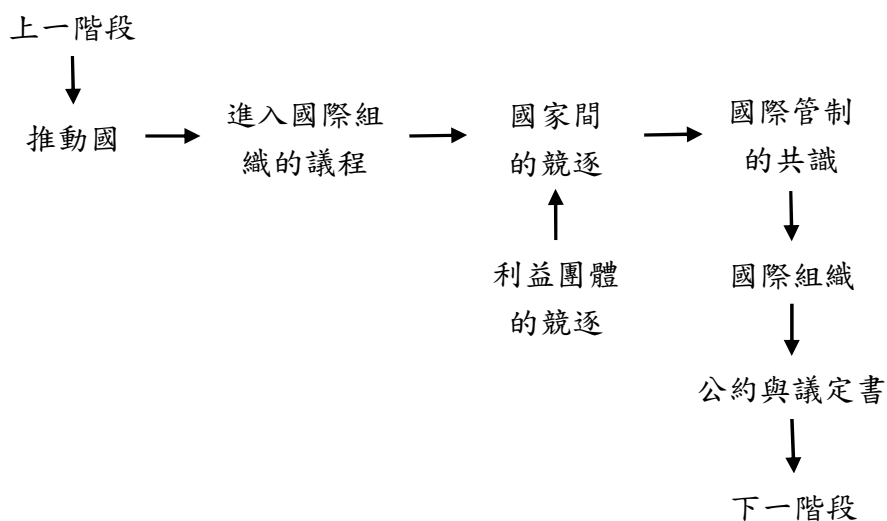 上一階段
推動國
進入國際組
織的議程
國家間
的競逐
國際管制
的共識
利益團體
的競逐
國際組織
公約與議定書
下一階段